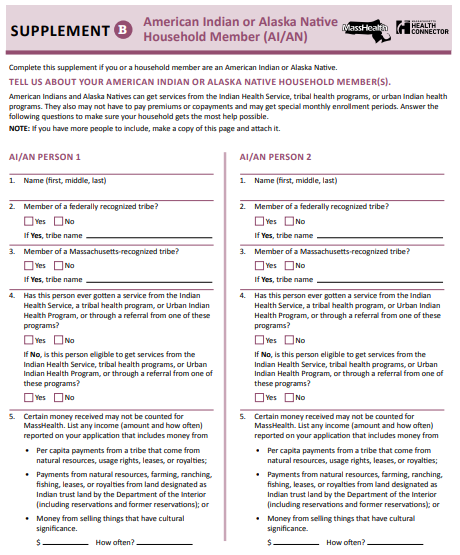 SUPPLEMENT B
American Indian or Alaska Native
Household Member (AI/AN)
MassHealth
HEALTH
CONNECTOR
Complete this supplement if you or a household member are an American Indian or Alaska Native.
TELL US ABOUT YOUR AMERICAN INDIAN OR ALASKA NATIVE HOUSEHOLD MEMBER(S).
American Indians and Alaska Natives can get services from the Indian Health Service, tribal health programs, or urban Indian health
programs. They also may not have to pay premiums or copayments and may get special monthly enrollment periods. Answer the
following questions to make sure your household gets the most help possible.
NOTE: If you have more people to include, make a copy of this page and attach it.
AI/AN PERSON 1
1. Name (first, middle, last)
2. Member of a federally recognized tribe?
Yes No
If Yes, tribe name
3. Member of a Massachusetts-recognized tribe?
Yes No
If Yes, tribe name
4. Has this person ever gotten a service from the Indian
Health Service, a tribal health program, or Urban Indian
Health Program, or through a referral from one of these
programs?
Yes No
If No, is this person eligible to get services from the
Indian Health Service, tribal health programs, or Urban
Indian Health Program, or through a referral from one of
these programs?
Yes No
5. Certain money received may not be counted for
MassHealth. List any income (amount and how often)
reported on your application that includes money from
• Per capita payments from a tribe that come from
natural resources, usage rights, leases, or royalties;
• Payments from natural resources, farming, ranching,
fishing, leases, or royalties from land designated as
Indian trust land by the Department of the Interior
(including reservations and former reservations); or
• Money from selling things that have cultural
significance.
$ How often?
AI/AN PERSON 2
1. Name (first, middle, last)
2. Member of a federally recognized tribe?
Yes No
If Yes, tribe name
3. Member of a Massachusetts-recognized tribe?
Yes No
If Yes, tribe name
4. Has this person ever gotten a service from the Indian
Health Service, a tribal health program, or Urban Indian
Health Program, or through a referral from one of these
programs?
Yes No
If No, is this person eligible to get services from the
Indian Health Service, tribal health programs, or Urban
Indian Health Program, or through a referral from one of
these programs?
Yes No
5. Certain money received may not be counted for
MassHealth. List any income (amount and how often)
reported on your application that includes money from
• Per capita payments from a tribe that come from
natural resources, usage rights, leases, or royalties;
• Payments from natural resources, farming, ranching,
fishing, leases, or royalties from land designated as
Indian trust land by the Department of the Interior
(including reservations and former reservations); or
• Money from selling things that have cultural
significance.
$ How often?